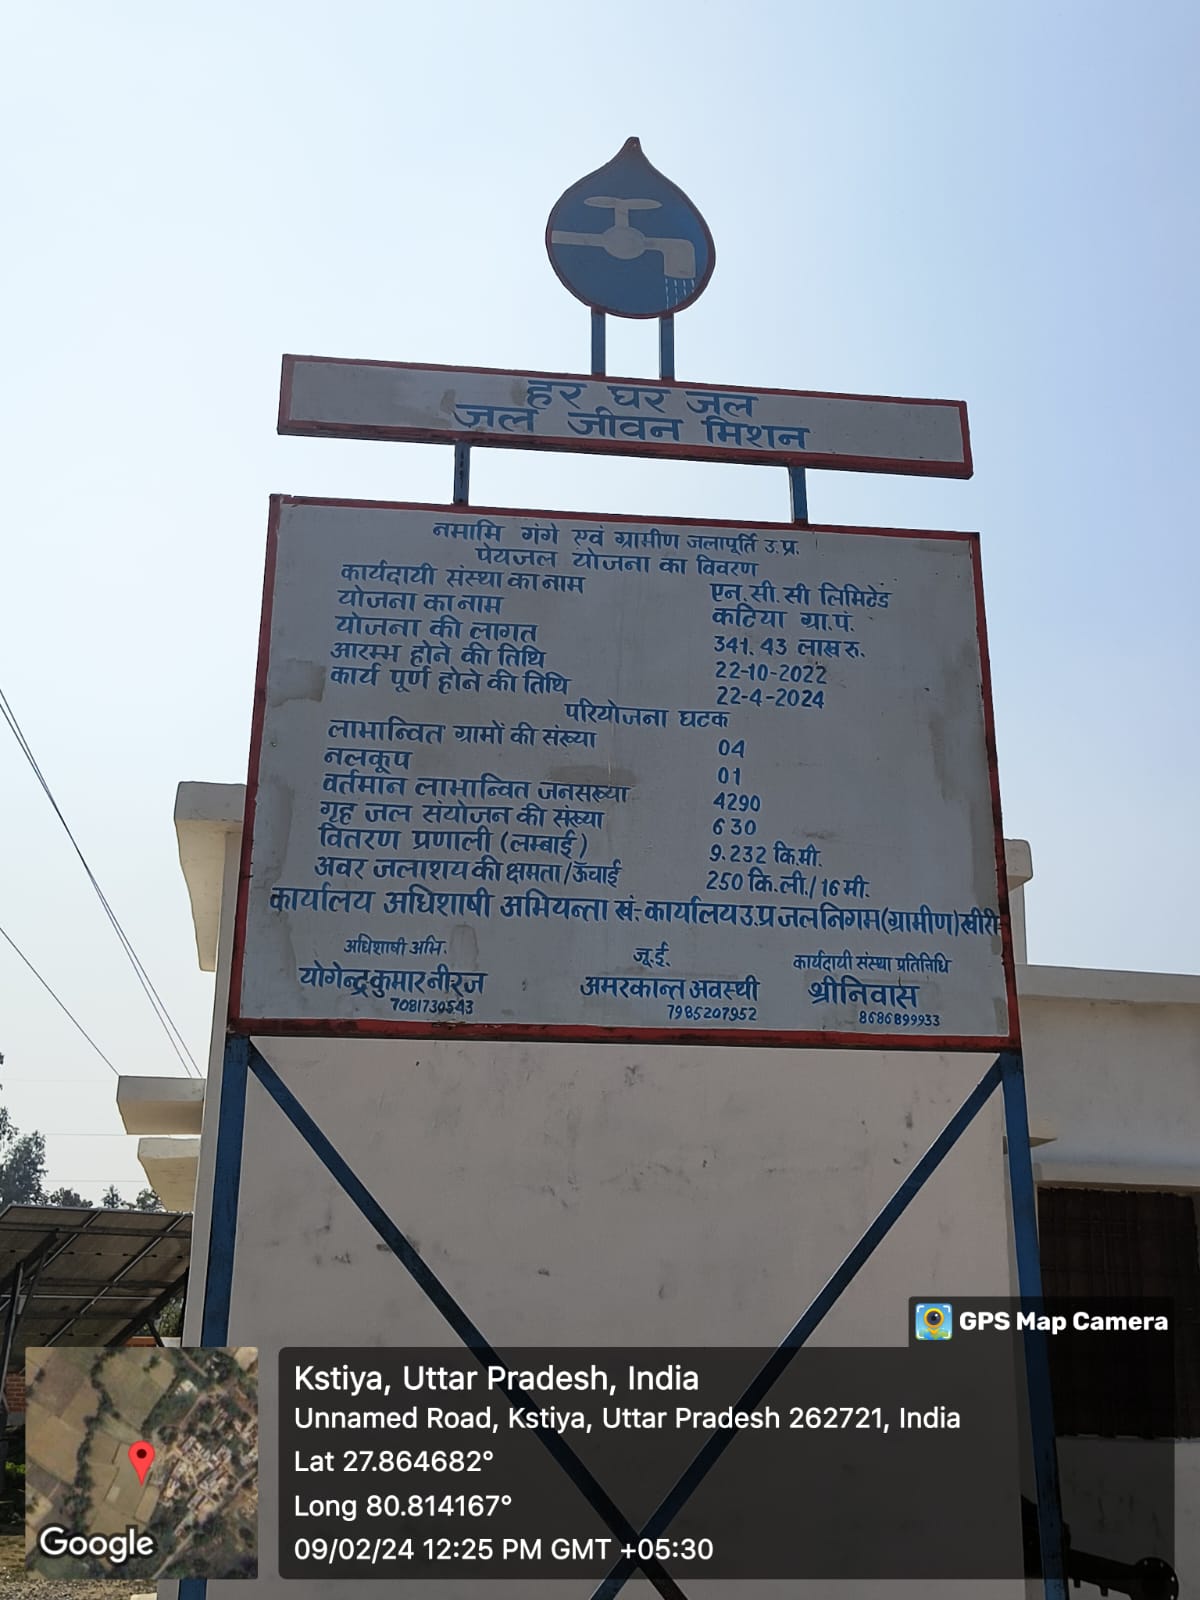 हर घर जल
जल जीवन मिशन
नमामि गंगे एवं ग्रामीण जलापूर्ति उ.प्र.
पेयजल योजना का विवरण
कार्यदायी संस्था का नाम एन.सी.सी लिमिटेड
योजना का नाम कटिया ग्रा.पं.
योजना की लागत 341.43 लाख रु.
आरम्भ होने की तिथि 22-10-2022
कार्य पूर्ण होने की तिथि 22-4-2024
परियोजना घटक
लाभान्वित ग्रामों की संख्या 04
नलकूप 01
वर्तमान लाभान्वित जनसख्या 4290
गृह जल संयोजन की संख्या 630
वितरण प्रणाली (लम्बाई) 9.232 कि.मी.
अवर जलाशय की क्षमता/ऊँचाई 250 कि.ली./16 मी.
कार्यालय अधिशाषी अभियन्ता खं.-कार्यालय उ.प्र जल निगम (ग्रामीण) खीरी
अधिशाषी अभि. जू.ई. कार्यदायी संस्था प्रतिनिधि
योगेन्द्र कुमार नीरज अमरकान्त अवस्थी श्रीनिवास
7081730543 7985207952 8686899933
GPS Map Camera
Kstiya, Uttar Pradesh, India
Unnamed Road, Kstiya, Uttar Pradesh 262721, India
Lat 27.864682°
Long 80.814167°
09/02/24 12:25 PM GMT +05:30
Google